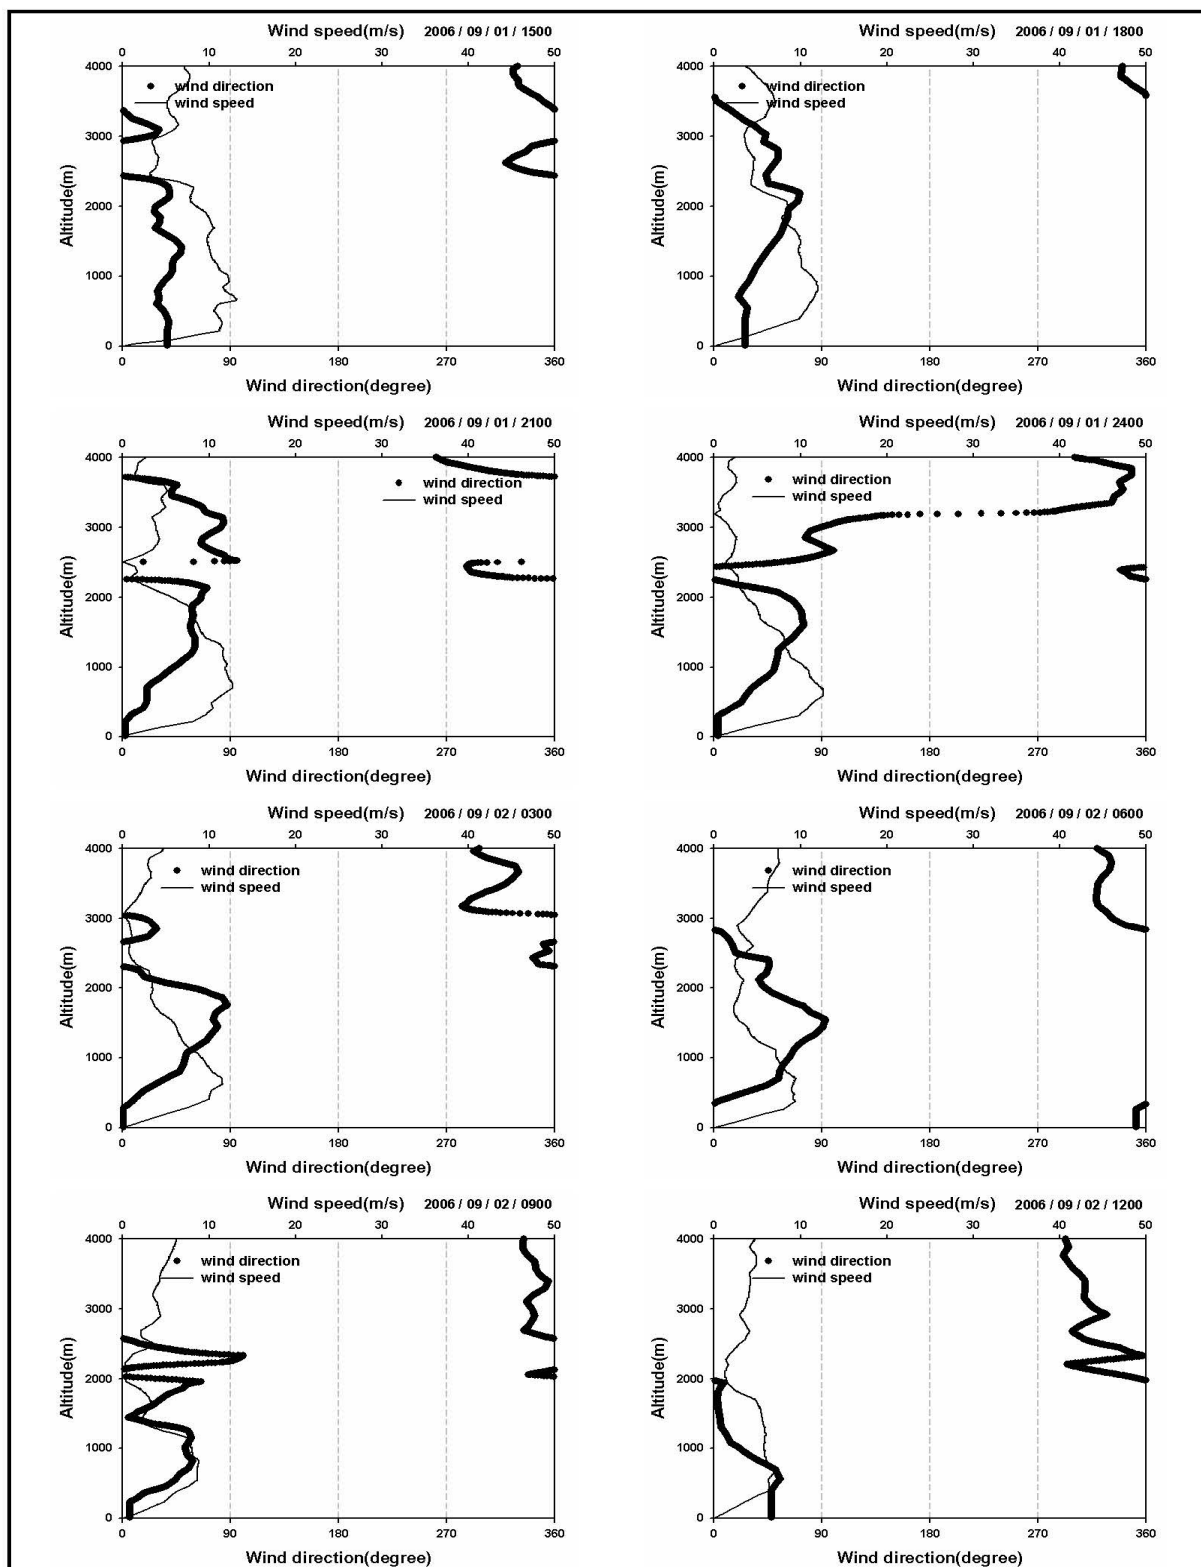 Wind speed(m/s) 2006 / 09 / 01 / 1500
0 10 20 30 40 50
4000
wind direction
wind speed
3000
Altitude(m)
2000
1000
0
0 90 180 270 360
Wind direction(degree)
Wind speed(m/s) 2006 / 09 / 01 / 1800
0 10 20 30 40 50
4000
wind direction
wind speed
3000
Altitude(m)
2000
1000
0
0 90 180 270 360
Wind direction(degree)
Wind speed(m/s) 2006 / 09 / 01 / 2100
0 10 20 30 40 50
4000
wind direction
wind speed
3000
Altitude(m)
2000
1000
0
0 90 180 270 360
Wind direction(degree)
Wind speed(m/s) 2006 / 09 / 01 / 2400
0 10 20 30 40 50
4000
wind direction
wind speed
3000
Altitude(m)
2000
1000
0
0 90 180 270 360
Wind direction(degree)
Wind speed(m/s) 2006 / 09 / 02 / 0300
0 10 20 30 40 50
4000
wind direction
wind speed
3000
Altitude(m)
2000
1000
0
0 90 180 270 360
Wind direction(degree)
Wind speed(m/s) 2006 / 09 / 02 / 0600
0 10 20 30 40 50
4000
wind direction
wind speed
3000
Altitude(m)
2000
1000
0
0 90 180 270 360
Wind direction(degree)
Wind speed(m/s) 2006 / 09 / 02 / 0900
0 10 20 30 40 50
4000
wind direction
wind speed
3000
Altitude(m)
2000
1000
0
0 90 180 270 360
Wind direction(degree)
Wind speed(m/s) 2006 / 09 / 02 / 1200
0 10 20 30 40 50
4000
wind direction
wind speed
3000
Altitude(m)
2000
1000
0
0 90 180 270 360
Wind direction(degree)